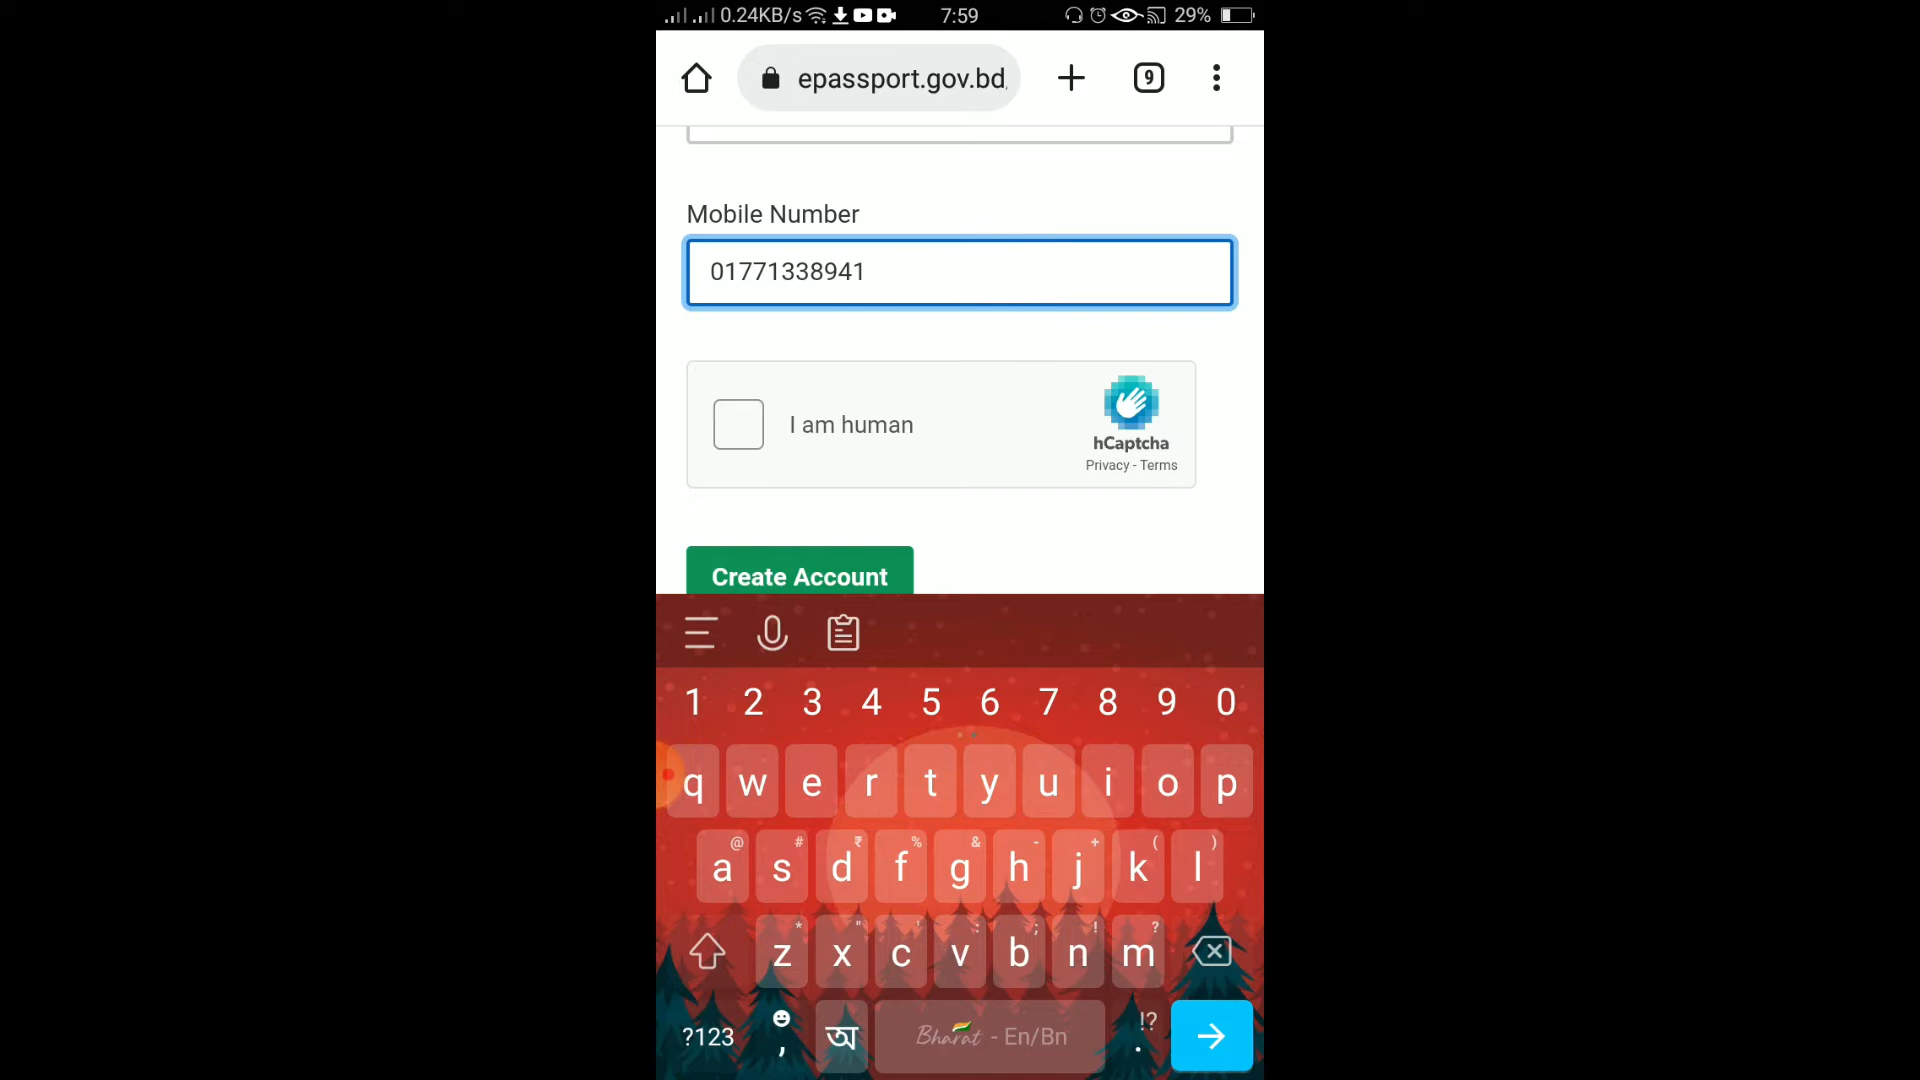 0.24KB/s 7:59 29%
epassport.gov.bd 9
Mobile Number
01771338941
I am human
hCaptcha
Privacy - Terms
Create Account
1 2 3 4 5 6 7 8 9 0
q w e r t y u i o p
@ # ₹ % & - + ( )
a s d f g h j k l
* " ' : ; ! ?
z x c v b n m
?123 , অ Bharat - En/Bn !? .